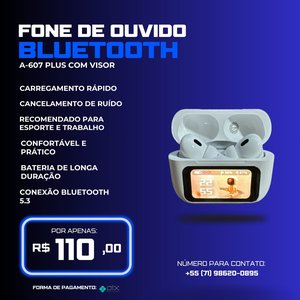 FONE DE OUVIDO
BLUETOOTH
A-607 PLUS COM VISOR
CARREGAMENTO RÁPIDO
CANCELAMENTO DE RUÍDO
RECOMENDADO PARA
ESPORTE E TRABALHO
CONFORTÁVEL E
PRÁTICO
BATERIA DE LONGA
DURAÇÃO
CONEXÃO BLUETOOTH
5.3
POR APENAS:
R$ 110 ,00
NÚMERO PARA CONTATO:
+55 (71) 98620-0895
FORMA DE PAGAMENTO: pix